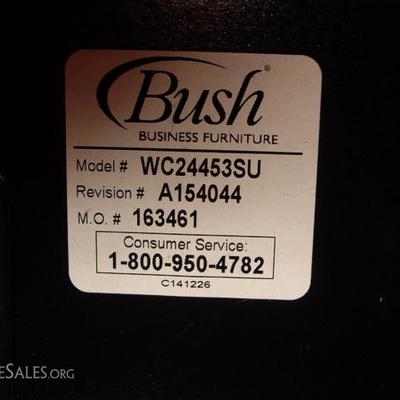 Bush®
BUSINESS FURNITURE
Model # WC24453SU
Revision # A154044
M.O. # 163461
Consumer Service:
1-800-950-4782
C141226
ESALES.ORG